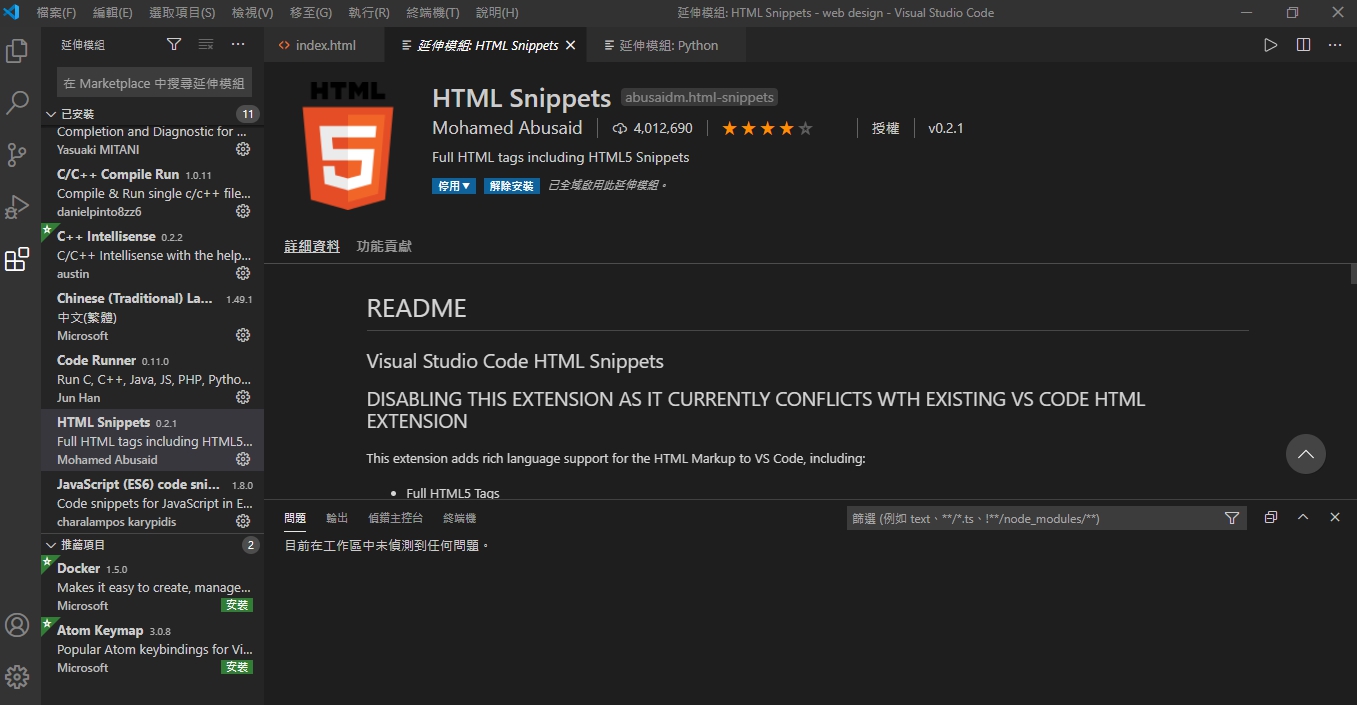 檔案(F) 編輯(E) 選取項目(S) 檢視(V) 移至(G) 執行(R) 終端機(T) 說明(H) 延伸模組: HTML Snippets - web design - Visual Studio Code
延伸模組
在 Marketplace 中搜尋延伸模組
已安裝 11
Completion and Diagnostic for ...
Yasuaki MITANI
C/C++ Compile Run 1.0.11
Compile & Run single c/c++ file...
danielpinto8zz6
C++ Intellisense 0.2.2
C/C++ Intellisense with the help...
austin
Chinese (Traditional) La... 1.49.1
中文(繁體)
Microsoft
Code Runner 0.11.0
Run C, C++, Java, JS, PHP, Pytho...
Jun Han
HTML Snippets 0.2.1
Full HTML tags including HTML5...
Mohamed Abusaid
JavaScript (ES6) code sni... 1.8.0
Code snippets for JavaScript in E...
charalampos karypidis
推薦項目 2
Docker 1.5.0
Makes it easy to create, manage...
Microsoft 安裝
Atom Keymap 3.0.8
Popular Atom keybindings for Vi...
Microsoft 安裝
index.html 延伸模組: HTML Snippets 延伸模組: Python
HTML
5
HTML Snippets abusaidm.html-snippets
Mohamed Abusaid 4,012,690 授權 v0.2.1
Full HTML tags including HTML5 Snippets
停用 解除安裝 已全域啟用此延伸模組。
詳細資料 功能貢獻
README
Visual Studio Code HTML Snippets
DISABLING THIS EXTENSION AS IT CURRENTLY CONFLICTS WTH EXISTING VS CODE HTML
EXTENSION
This extension adds rich language support for the HTML Markup to VS Code, including:
• Full HTML5 Tags
問題 輸出 偵錯主控台 終端機 篩選 (例如 text、**/*.ts、!**/node_modules/**)
目前在工作區中未偵測到任何問題。